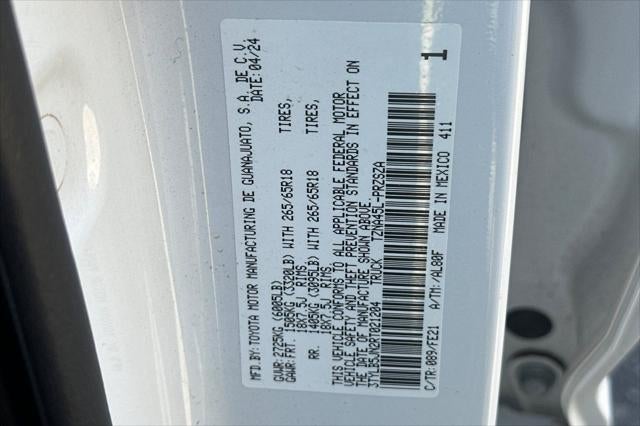 MFD.BY: TOYOTA MOTOR MANUFACTURING DE GUANAJUATO, S.A. DE C.V.
DATE: 04/24
GVWR: 2725KG (6005LB)
GAWR: FRT. 1505KG (3320LB) WITH 265/65R18 TIRES,
18X7.5J RIMS
RR. 1405KG (3095LB) WITH 265/65R18 TIRES,
18X7.5J RIMS
THIS VEHICLE CONFORMS TO ALL APPLICABLE FEDERAL MOTOR
VEHICLE SAFETY AND THEFT PREVENTION STANDARDS IN EFFECT ON
THE DATE OF MANUFACTURE SHOWN ABOVE.
3TYLB5JN2RT021204 TRUCK TZNA45L-PRZSZA
C/TR: 089/FE21 A/TM: /AL80F MADE IN MEXICO 411
1